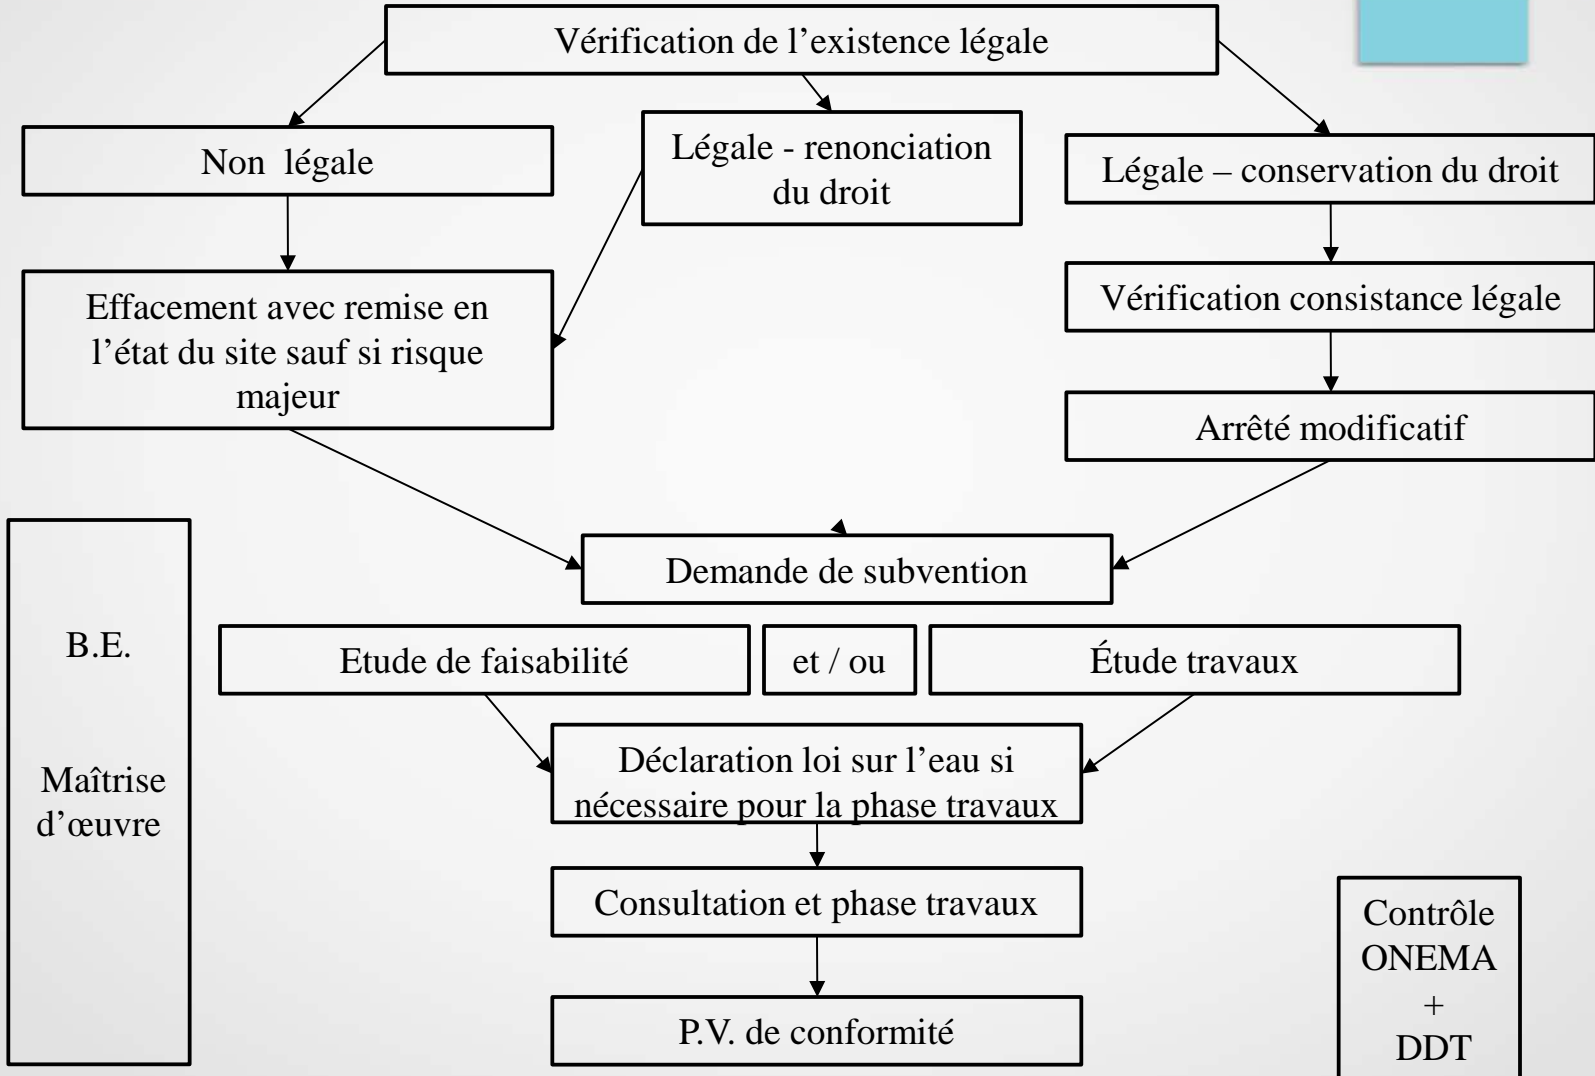 Vérification de l’existence légale
Non légale
Légale - renonciation
du droit
Légale – conservation du droit
Effacement avec remise en
l’état du site sauf si risque
majeur
Vérification consistance légale
Arrêté modificatif
Demande de subvention
B.E.
Maîtrise
d’œuvre
Etude de faisabilité
et / ou
Étude travaux
Déclaration loi sur l’eau si
nécessaire pour la phase travaux
Consultation et phase travaux
P.V. de conformité
Contrôle
ONEMA
+
DDT